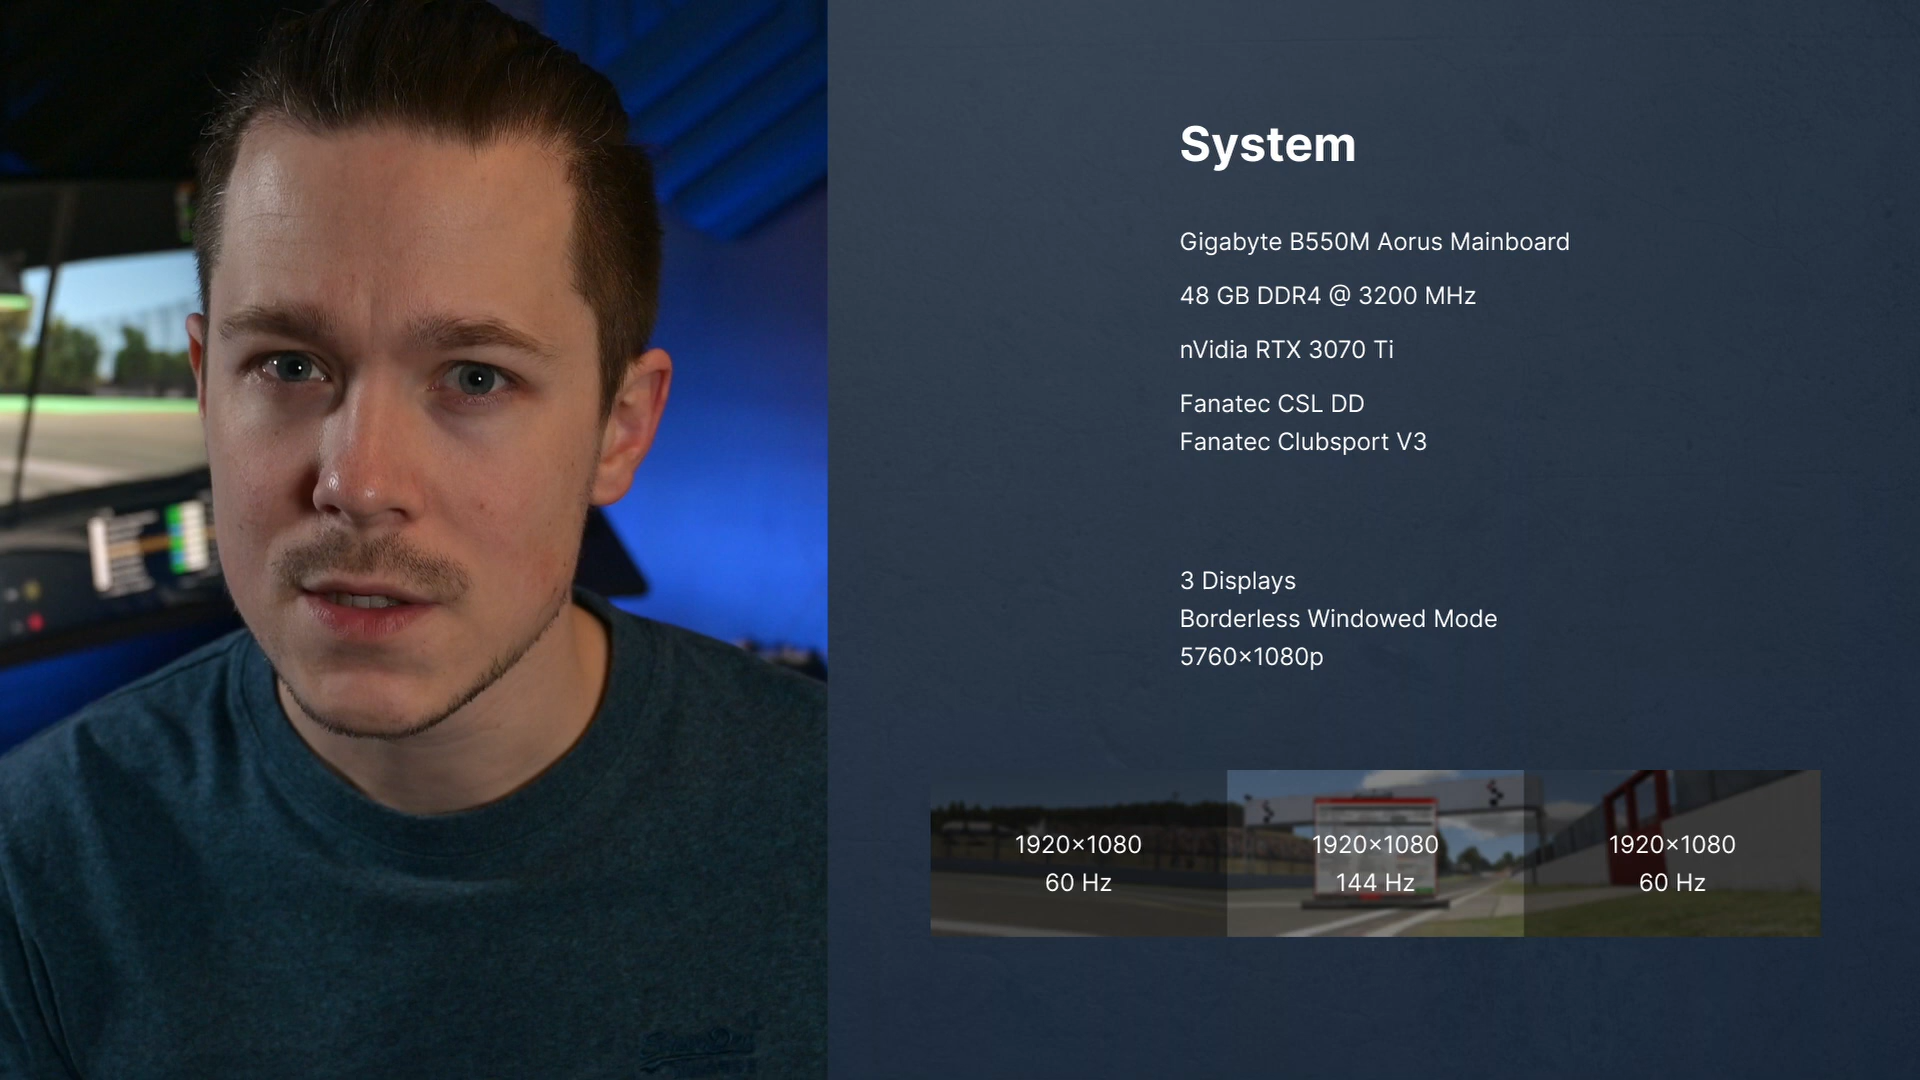 System
Gigabyte B550M Aorus Mainboard
48 GB DDR4 @ 3200 MHz
nVidia RTX 3070 Ti
Fanatec CSL DD
Fanatec Clubsport V3
3 Displays
Borderless Windowed Mode
5760×1080p
1920×1080
60 Hz
1920×1080
144 Hz
1920×1080
60 Hz